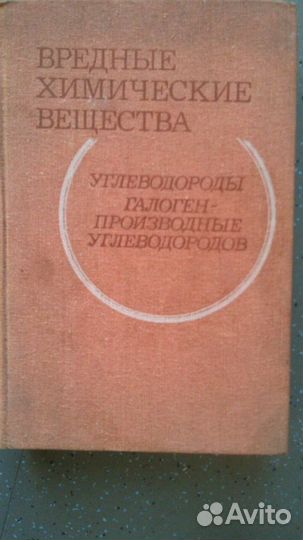 ВРЕДНЫЕ
ХИМИЧЕСКИЕ
ВЕЩЕСТВА
УГЛЕВОДОРОДЫ
ГАЛОГЕН-
ПРОИЗВОДНЫЕ
УГЛЕВОДОРОДОВ
Avito